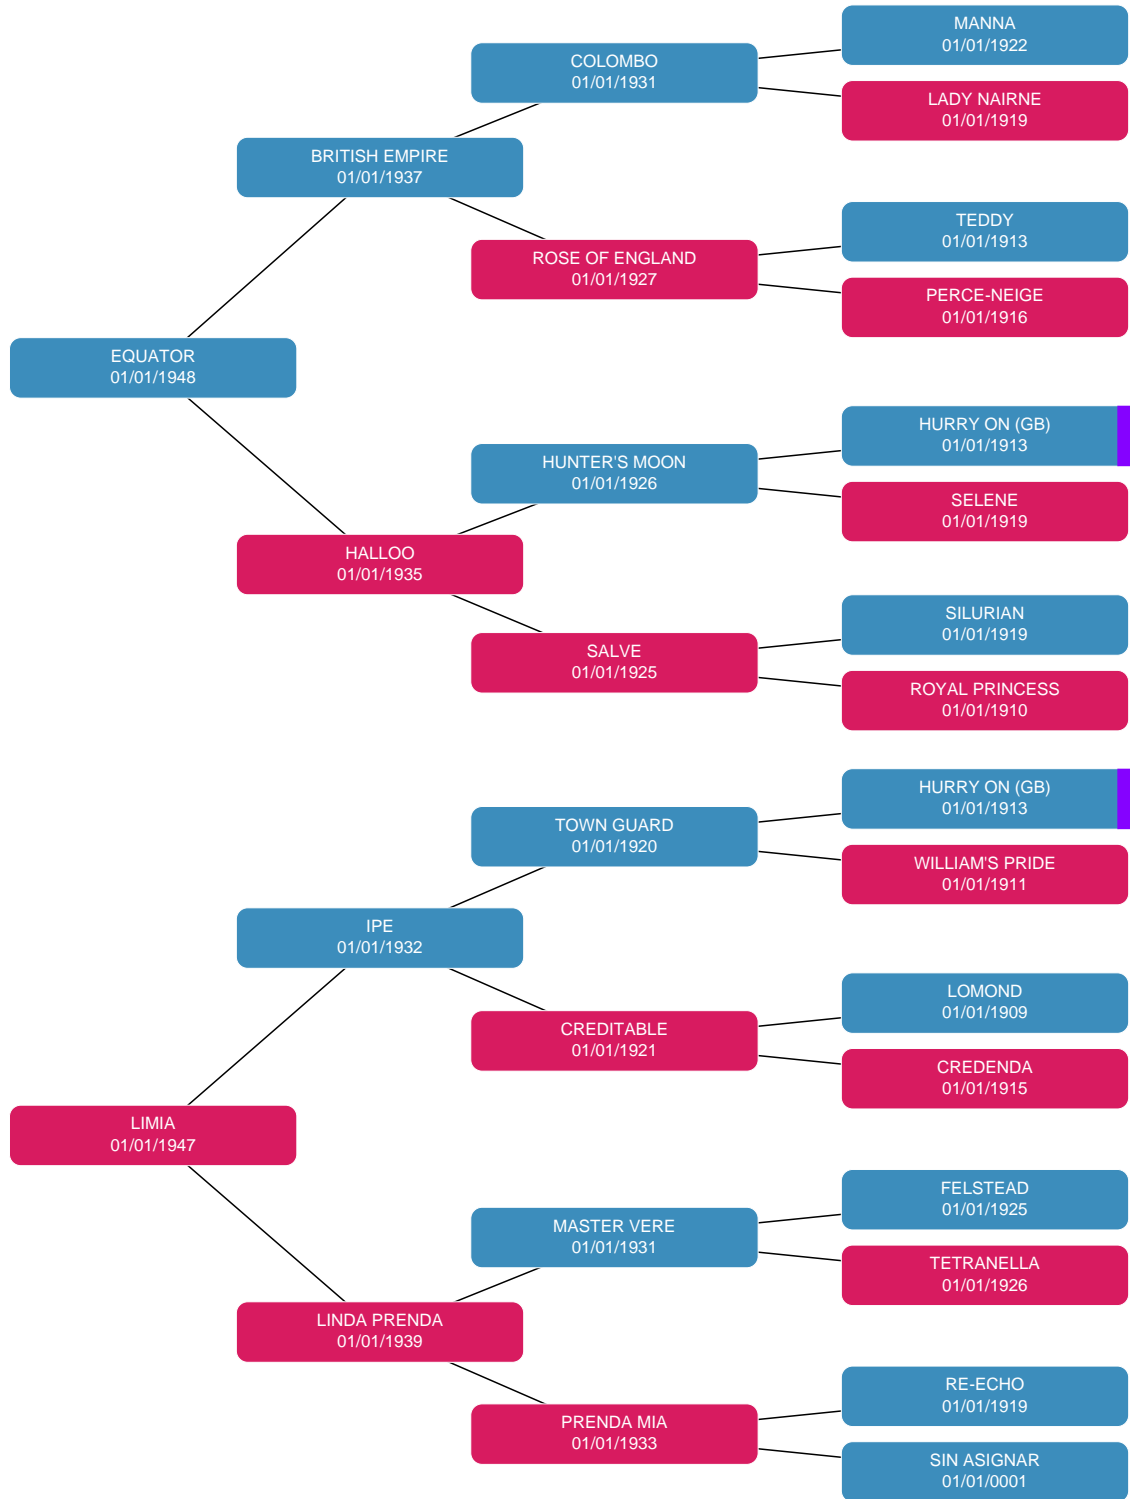 MANNA
01/01/1922
COLOMBO
01/01/1931
LADY NAIRNE
01/01/1919
BRITISH EMPIRE
01/01/1937
TEDDY
01/01/1913
ROSE OF ENGLAND
01/01/1927
PERCE-NEIGE
01/01/1916
EQUATOR
01/01/1948
HURRY ON (GB)
01/01/1913
HUNTER'S MOON
01/01/1926
SELENE
01/01/1919
HALLOO
01/01/1935
SILURIAN
01/01/1919
SALVE
01/01/1925
ROYAL PRINCESS
01/01/1910
HURRY ON (GB)
01/01/1913
TOWN GUARD
01/01/1920
WILLIAM'S PRIDE
01/01/1911
IPE
01/01/1932
LOMOND
01/01/1909
CREDITABLE
01/01/1921
CREDENDA
01/01/1915
LIMIA
01/01/1947
FELSTEAD
01/01/1925
MASTER VERE
01/01/1931
TETRANELLA
01/01/1926
LINDA PRENDA
01/01/1939
RE-ECHO
01/01/1919
PRENDA MIA
01/01/1933
SIN ASIGNAR
01/01/0001